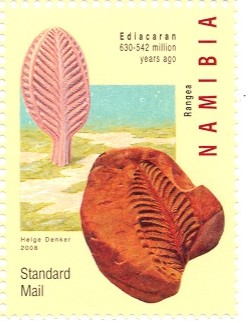 Ediacaran
630-542 million
years ago
Rangea
NAMIBIA
Helge Denker
2008
Standard
Mail